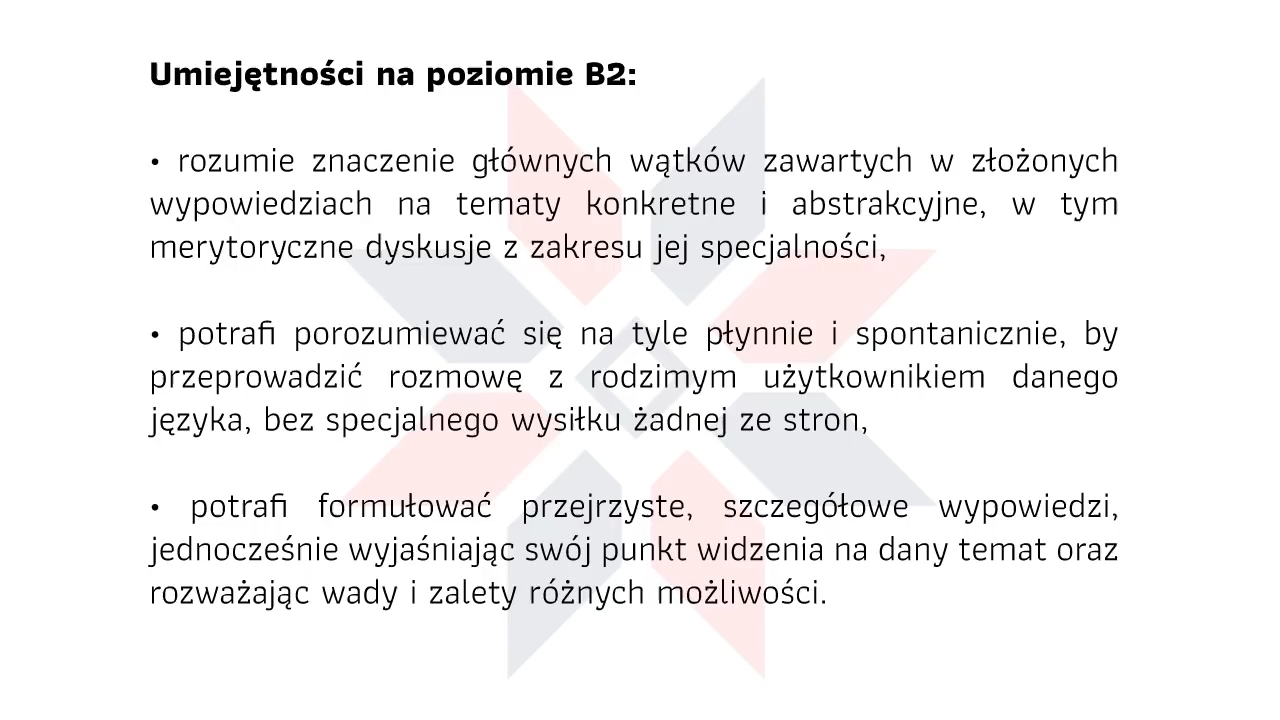 Umiejętności na poziomie B2:
• rozumie znaczenie głównych wątków zawartych w złożonych
wypowiedziach na tematy konkretne i abstrakcyjne, w tym
merytoryczne dyskusje z zakresu jej specjalności,
• potrafi porozumiewać się na tyle płynnie i spontanicznie, by
przeprowadzić rozmowę z rodzimym użytkownikiem danego
języka, bez specjalnego wysiłku żadnej ze stron,
• potrafi formułować przejrzyste, szczegółowe wypowiedzi,
jednocześnie wyjaśniając swój punkt widzenia na dany temat oraz
rozważając wady i zalety różnych możliwości.